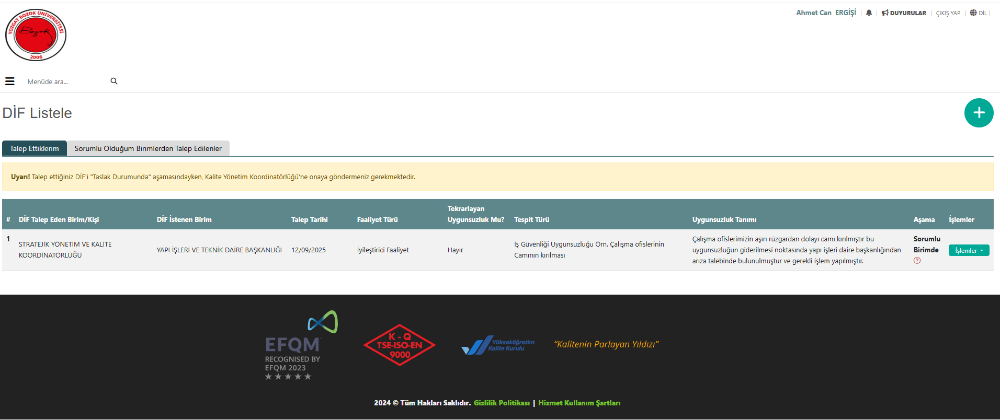 YOZGAT BOZOK ÜNİVERSİTESİ
Bozok
2006
Ahmet Can ERGİŞİ | | DUYURULAR | ÇIKIŞ YAP | DİL |
Menüde ara...
DİF Listele
Talep Ettiklerim
Sorumlu Olduğum Birimlerden Talep Edilenler
Uyarı! Talep ettiğiniz DİF'i "Taslak Durumunda" aşamasındayken, Kalite Yönetim Koordinatörlüğü'ne onaya göndermeniz gerekmektedir.
# DİF Talep Eden Birim/Kişi
DİF İstenen Birim
Talep Tarihi
Faaliyet Türü
Tekrarlayan
Uygunsuzluk Mu?
Tespit Türü
Uygunsuzluk Tanımı
Aşama
İşlemler
1
STRATEJİK YÖNETİM VE KALİTE
KOORDİNATÖRLÜĞÜ
YAPI İŞLERİ VE TEKNİK DAİRE BAŞKANLIĞI
12/09/2025
İyileştirici Faaliyet
Hayır
İş Güvenliği Uygunsuzluğu Örn. Çalışma ofislerinin
Camının kırılması
Çalışma ofislerimizin aşırı rüzgardan dolayı camı kırılmıştır bu
uygunsuzluğun giderilmesi noktasında yapı işleri daire başkanlığından
arıza talebinde bulunulmuştur ve gerekli işlem yapılmıştır.
Sorumlu
Birimde
?
İşlemler
EFQM
RECOGNISED BY
EFQM 2023
K - Q
TSE-ISO-EN
9000
Yükseköğretim
Kalite Kurulu
“Kalitenin Parlayan Yıldızı”
2024 © Tüm Hakları Saklıdır. Gizlilik Politikası | Hizmet Kullanım Şartları